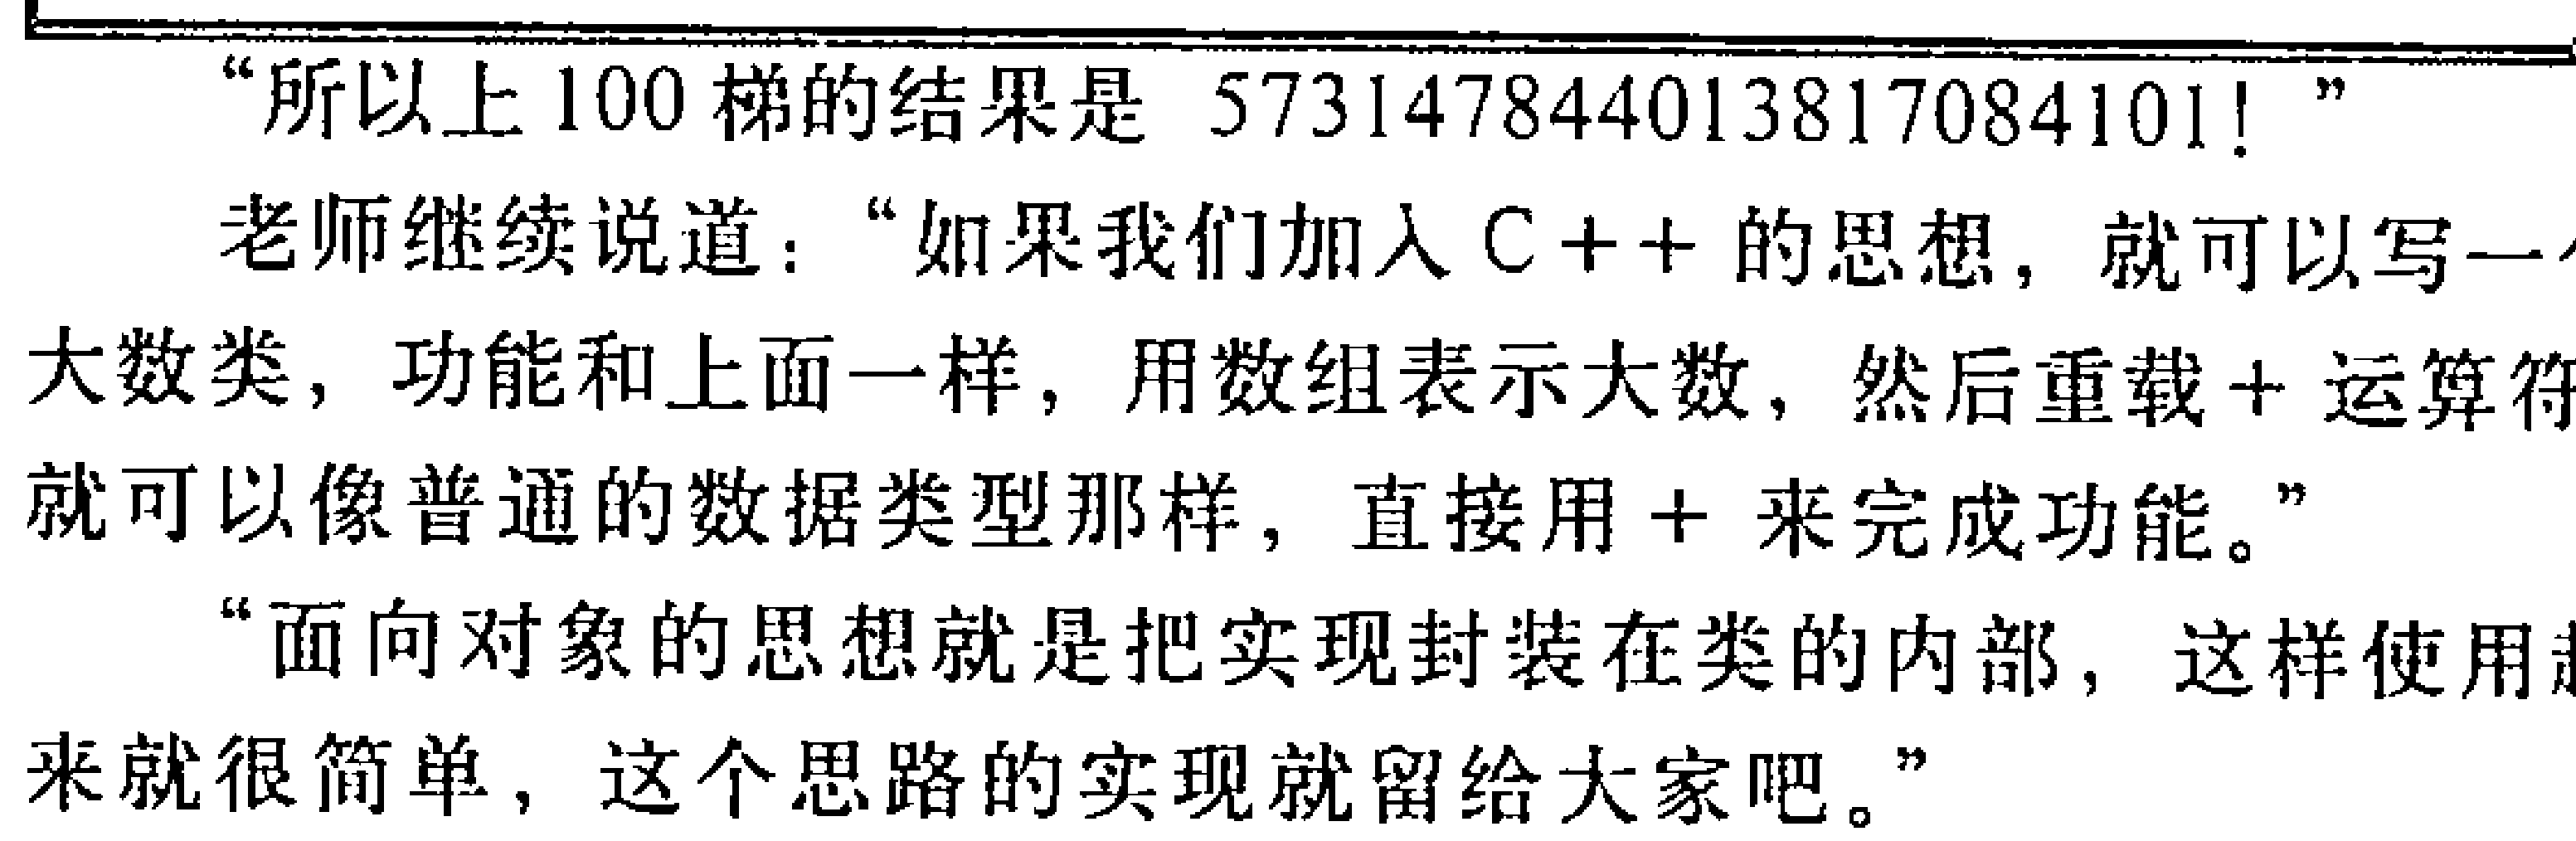 “所以上100梯的结果是 573147844013817084101！”
老师继续说道：“如果我们加入C++的思想，就可以写一个
大数类，功能和上面一样，用数组表示大数，然后重载+运算符
就可以像普通的数据类型那样，直接用+来完成功能。”
“面向对象的思想就是把实现封装在类的内部，这样使用起
来就很简单，这个思路的实现就留给大家吧。”